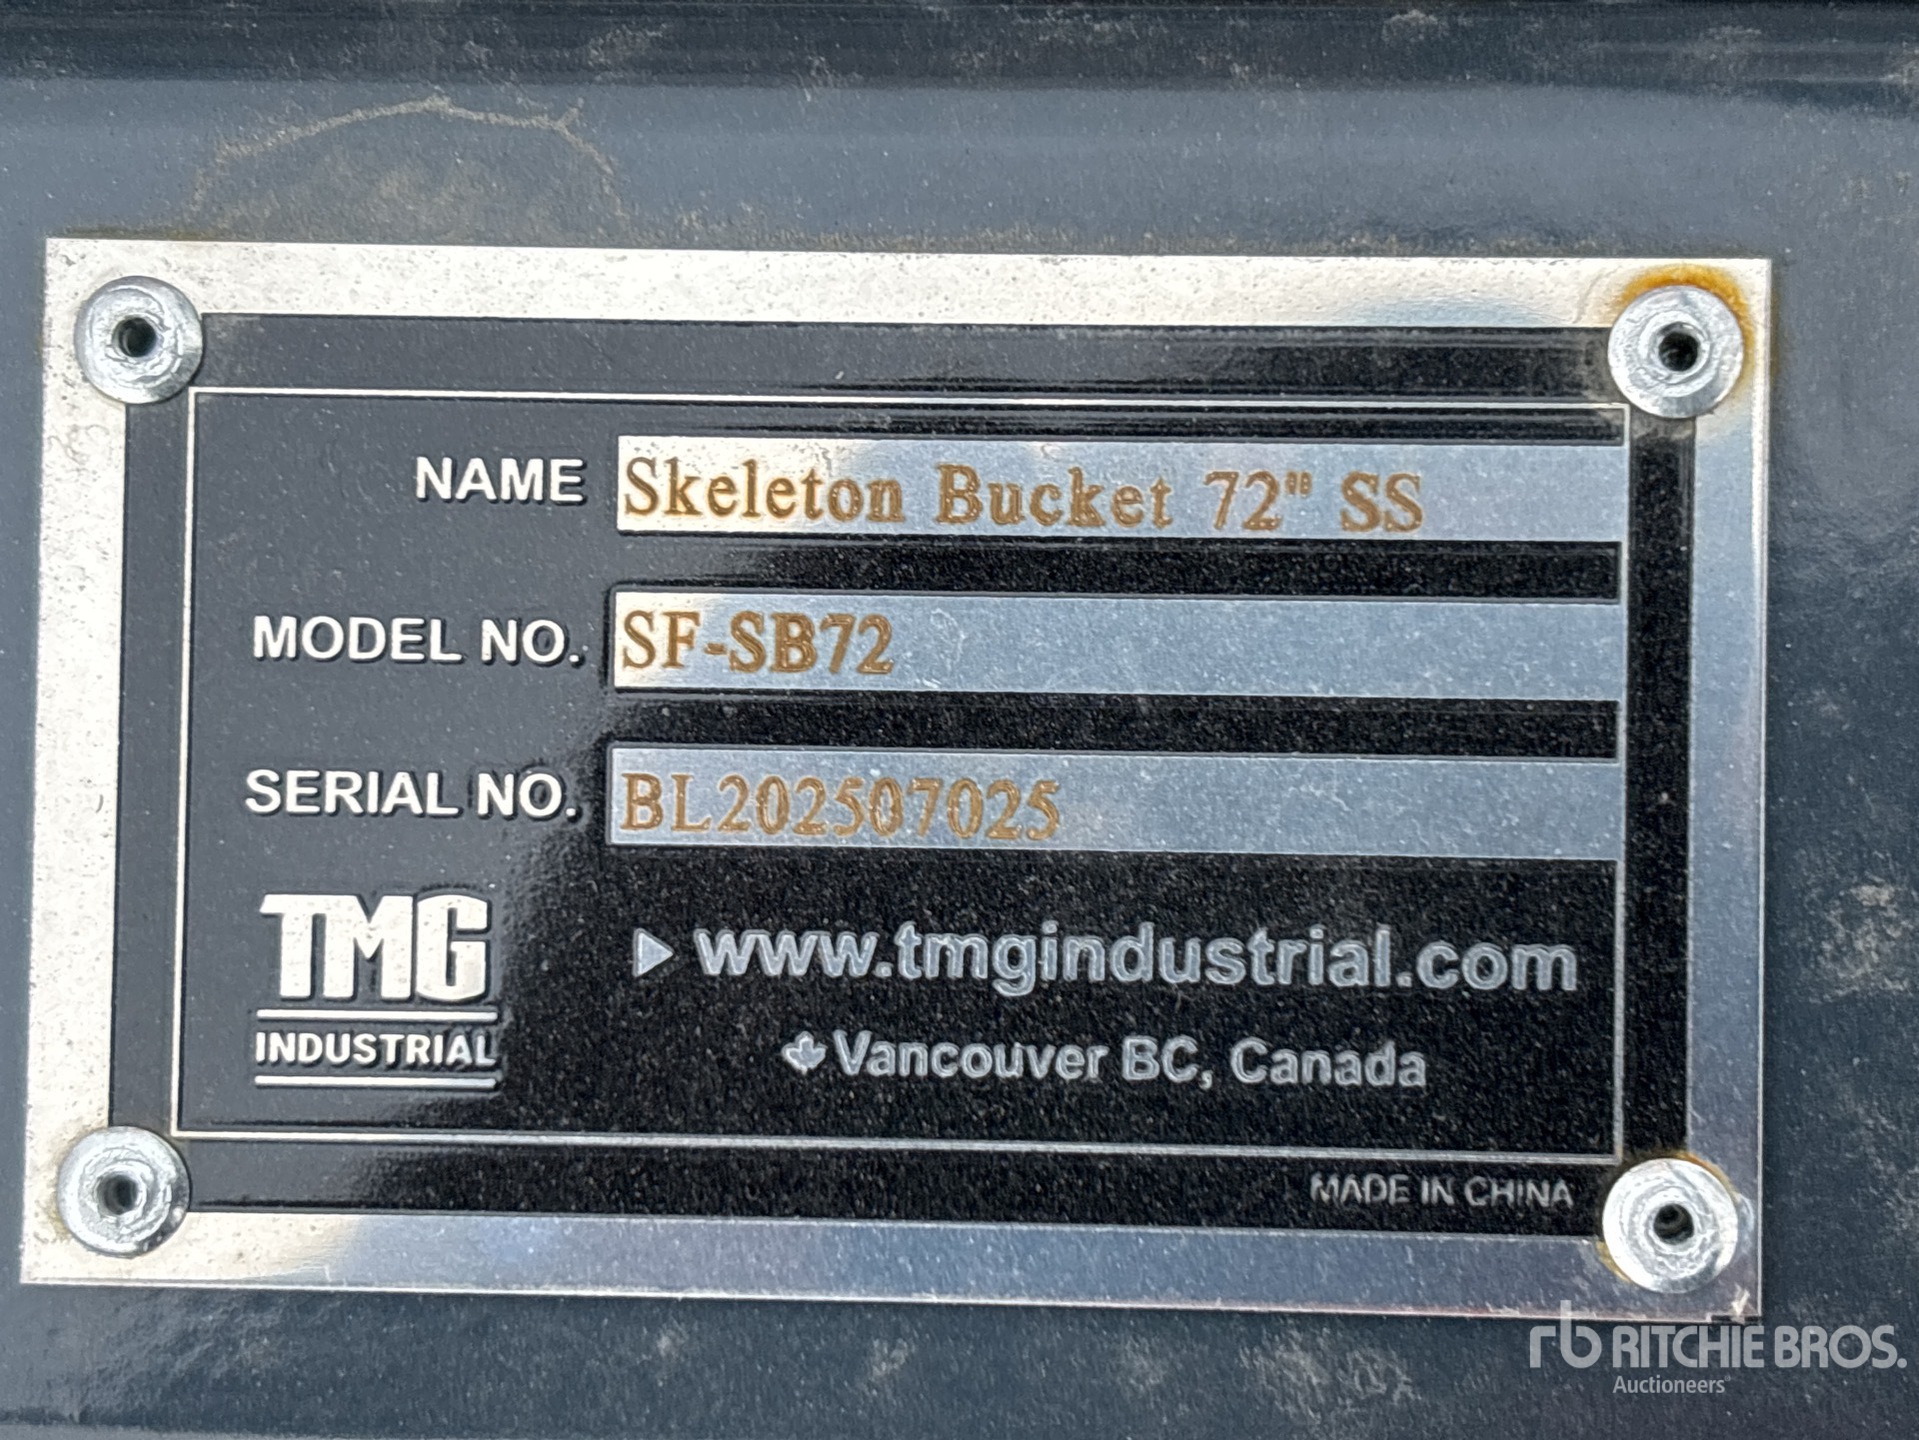 NAME Skeleton Bucket 72" SS
MODEL NO. SF-SB72
SERIAL NO. BL202507025
TMG
INDUSTRIAL
www.tmgindustrial.com
Vancouver BC, Canada
MADE IN CHINA
rb RITCHIE BROS.
Auctioneers